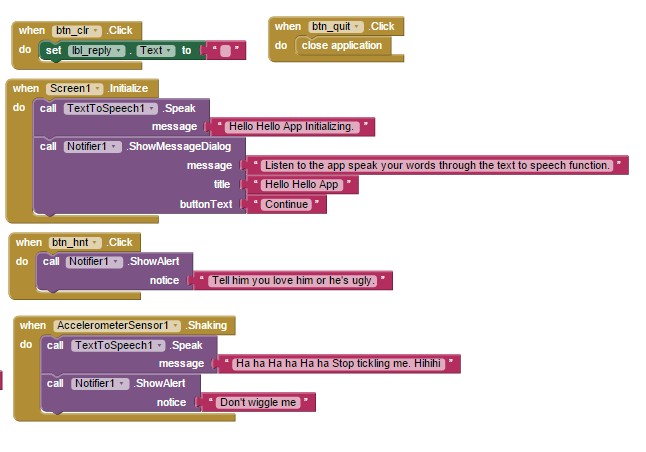 when btn_clr .Click
do set lbl_reply . Text to " "
when btn_quit .Click
do close application
when Screen1 .Initialize
do call TextToSpeech1 .Speak
message " Hello Hello App Initializing. "
call Notifier1 .ShowMessageDialog
message " Listen to the app speak your words through the text to speech function. "
title " Hello Hello App "
buttonText " Continue "
when btn_hnt .Click
do call Notifier1 .ShowAlert
notice " Tell him you love him or he's ugly. "
when AccelerometerSensor1 .Shaking
do call TextToSpeech1 .Speak
message " Ha ha Ha ha Ha ha Stop tickling me. Hihihi "
call Notifier1 .ShowAlert
notice " Don't wiggle me "